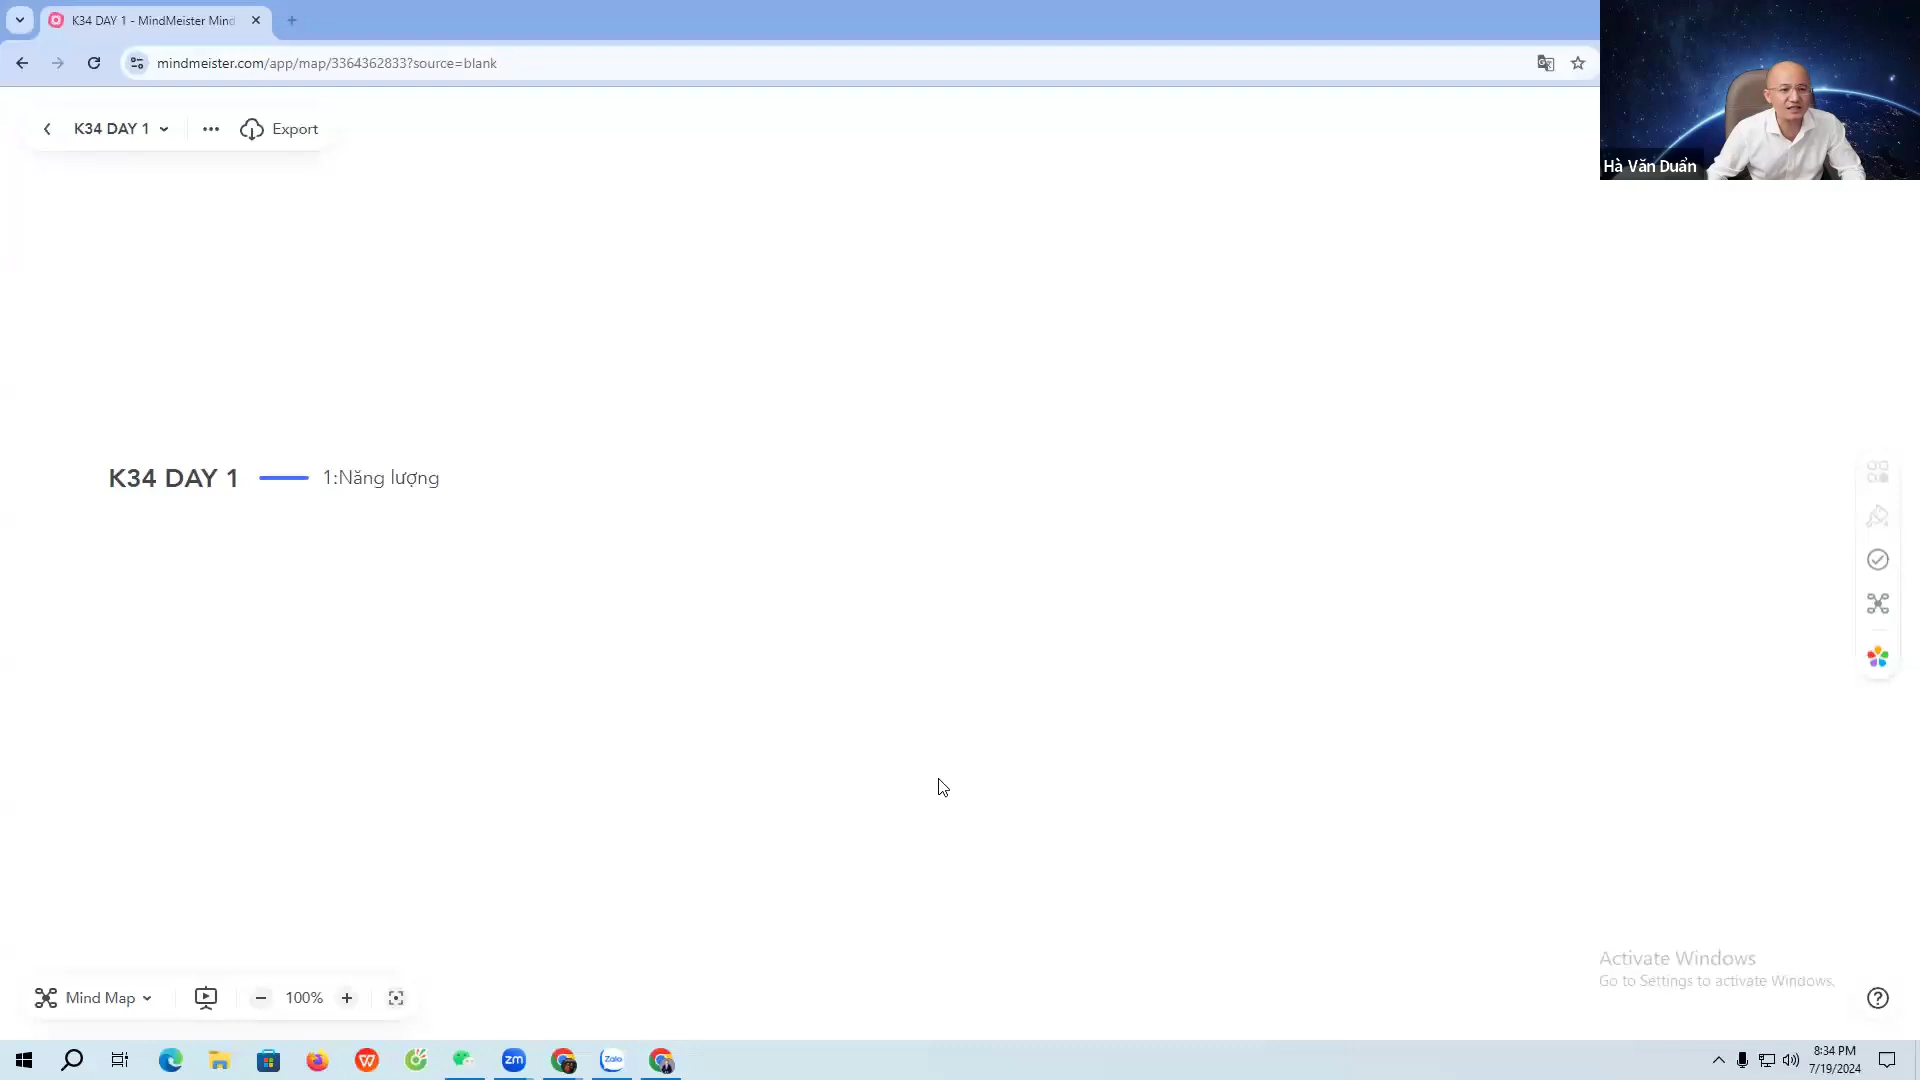 K34 DAY 1 - MindMeister Mind
mindmeister.com/app/map/3364362833?source=blank
K34 DAY 1
Export
Hà Văn Duẩn
K34 DAY 1
1:Năng lượng
Activate Windows
Go to Settings to activate Windows.
Mind Map
100%
zm
Zalo
8:34 PM
7/19/2024